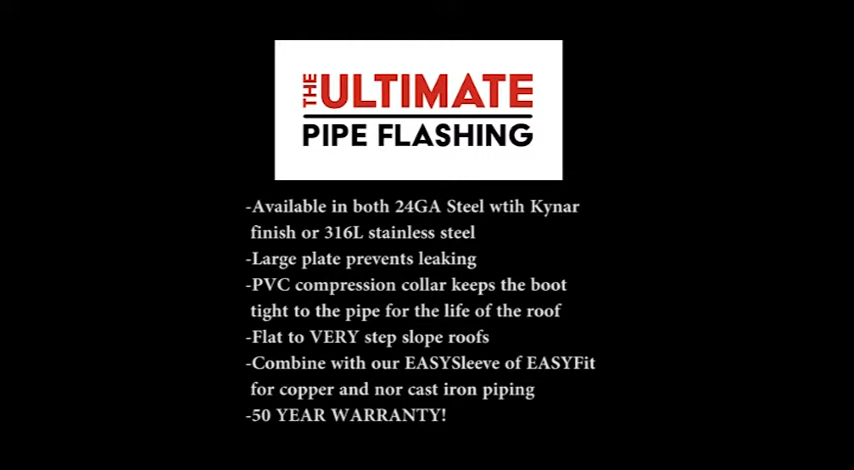 THE ULTIMATE
PIPE FLASHING
-Available in both 24GA Steel wtih Kynar
finish or 316L stainless steel
-Large plate prevents leaking
-PVC compression collar keeps the boot
tight to the pipe for the life of the roof
-Flat to VERY step slope roofs
-Combine with our EASYSleeve of EASYFit
for copper and nor cast iron piping
-50 YEAR WARRANTY!